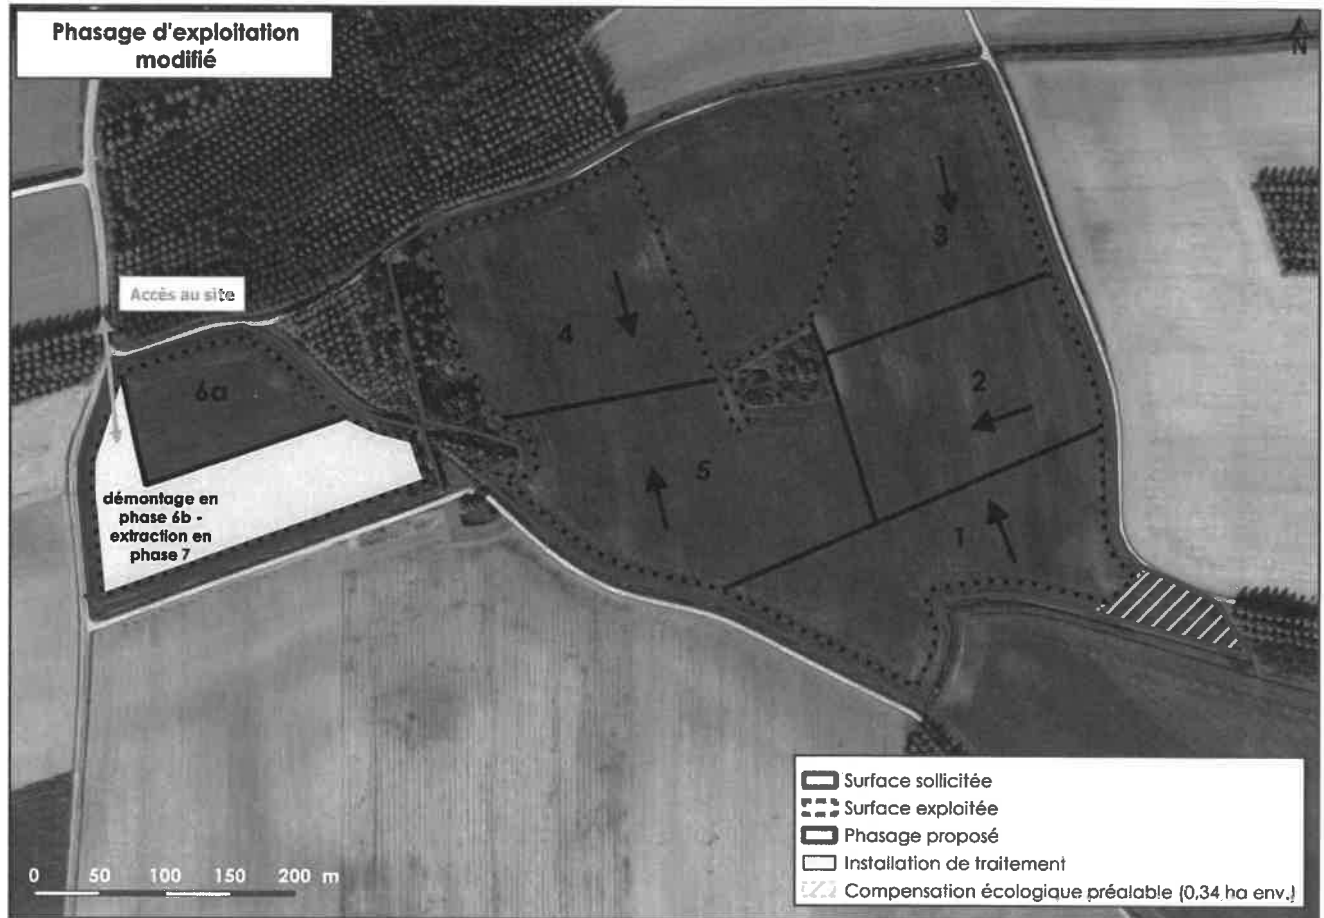 Phasage d'exploitation
modifié
N
3
Accès au site
4
2
6a
5
démontage en
phase 6b -
extraction en
phase 7
1
Surface sollicitée
Surface exploitée
Phasage proposé
Installation de traitement
Compensation écologique préalable (0,34 ha env.)
0 50 100 150 200 m